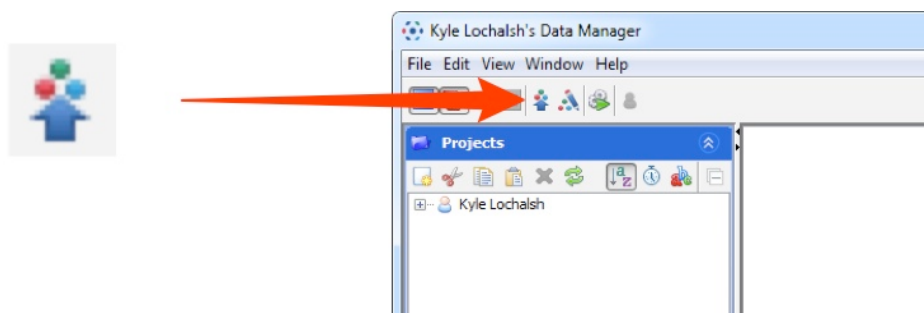 Kyle Lochalsh's Data Manager
File Edit View Window Help
Projects
a
z
Kyle Lochalsh